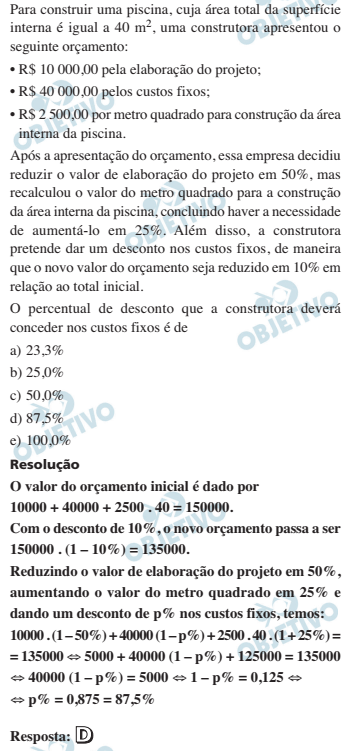 Para construir uma piscina, cuja área total da superfície
interna é igual a 40 m², uma construtora apresentou o
seguinte orçamento:
• R$ 10 000,00 pela elaboração do projeto;
• R$ 40 000,00 pelos custos fixos;
• R$ 2 500,00 por metro quadrado para construção da área
interna da piscina.
Após a apresentação do orçamento, essa empresa decidiu
reduzir o valor de elaboração do projeto em 50%, mas
recalculou o valor do metro quadrado para a construção
da área interna da piscina, concluindo haver a necessidade
de aumentá-lo em 25%. Além disso, a construtora
pretende dar um desconto nos custos fixos, de maneira
que o novo valor do orçamento seja reduzido em 10% em
relação ao total inicial.
O percentual de desconto que a construtora deverá
conceder nos custos fixos é de
a) 23,3%
b) 25,0%
c) 50,0%
d) 87,5%
e) 100,0%
Resolução
O valor do orçamento inicial é dado por
10000 + 40000 + 2500 . 40 = 150000.
Com o desconto de 10%, o novo orçamento passa a ser
150000 . (1 – 10%) = 135000.
Reduzindo o valor de elaboração do projeto em 50%,
aumentando o valor do metro quadrado em 25% e
dando um desconto de p% nos custos fixos, temos:
10000 . (1 – 50%) + 40000 (1 – p%) + 2500 . 40 . (1 + 25%) =
= 135000 ⇔ 5000 + 40000 (1 – p%) + 125000 = 135000
⇔ 40000 (1 – p%) = 5000 ⇔ 1 – p% = 0,125 ⇔
⇔ p% = 0,875 = 87,5%
Resposta: D
OBJETIVO
OBJETIVO
OBJETIVO
OBJETIVO
OBJETIVO
OBJETIVO
OBJETIVO
OBJETIVO